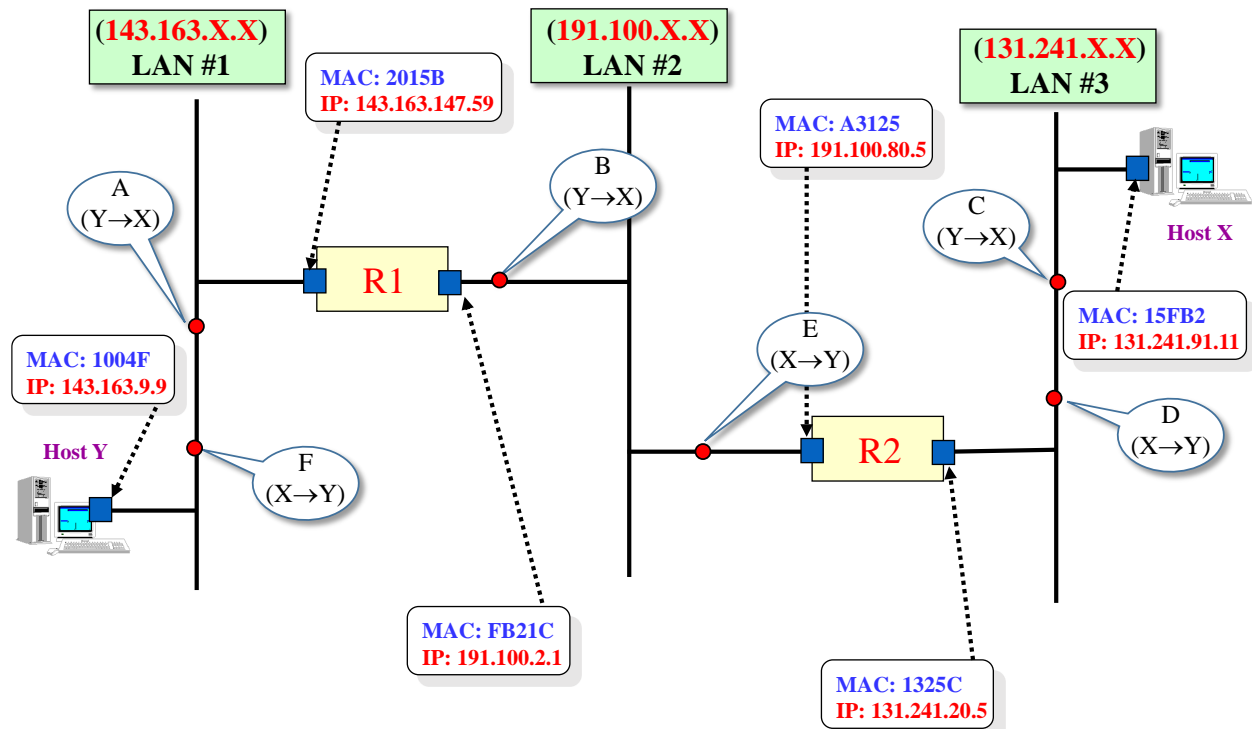 (143.163.X.X)
LAN #1
(191.100.X.X)
LAN #2
(131.241.X.X)
LAN #3
MAC: 2015B
IP: 143.163.147.59
MAC: A3125
IP: 191.100.80.5
A
(Y→X)
B
(Y→X)
C
(Y→X)
Host X
R1
MAC: 15FB2
IP: 131.241.91.11
MAC: 1004F
IP: 143.163.9.9
E
(X→Y)
D
(X→Y)
Host Y
F
(X→Y)
R2
MAC: FB21C
IP: 191.100.2.1
MAC: 1325C
IP: 131.241.20.5